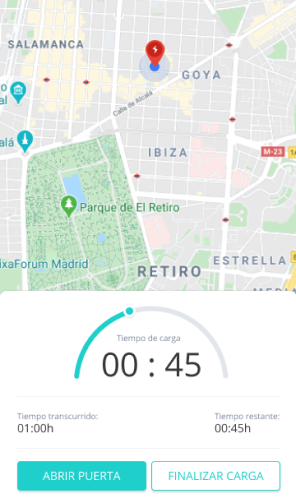 SALAMANCA
GOYA
Calle de Alcalá
alá
IBIZA
M-23
Parque de El Retiro
ixaForum Madrid
RETIRO
ESTRELLA
Tiempo de carga
00 : 45
Tiempo transcurrido:
01:00h
Tiempo restante:
00:45h
ABRIR PUERTA
FINALIZAR CARGA